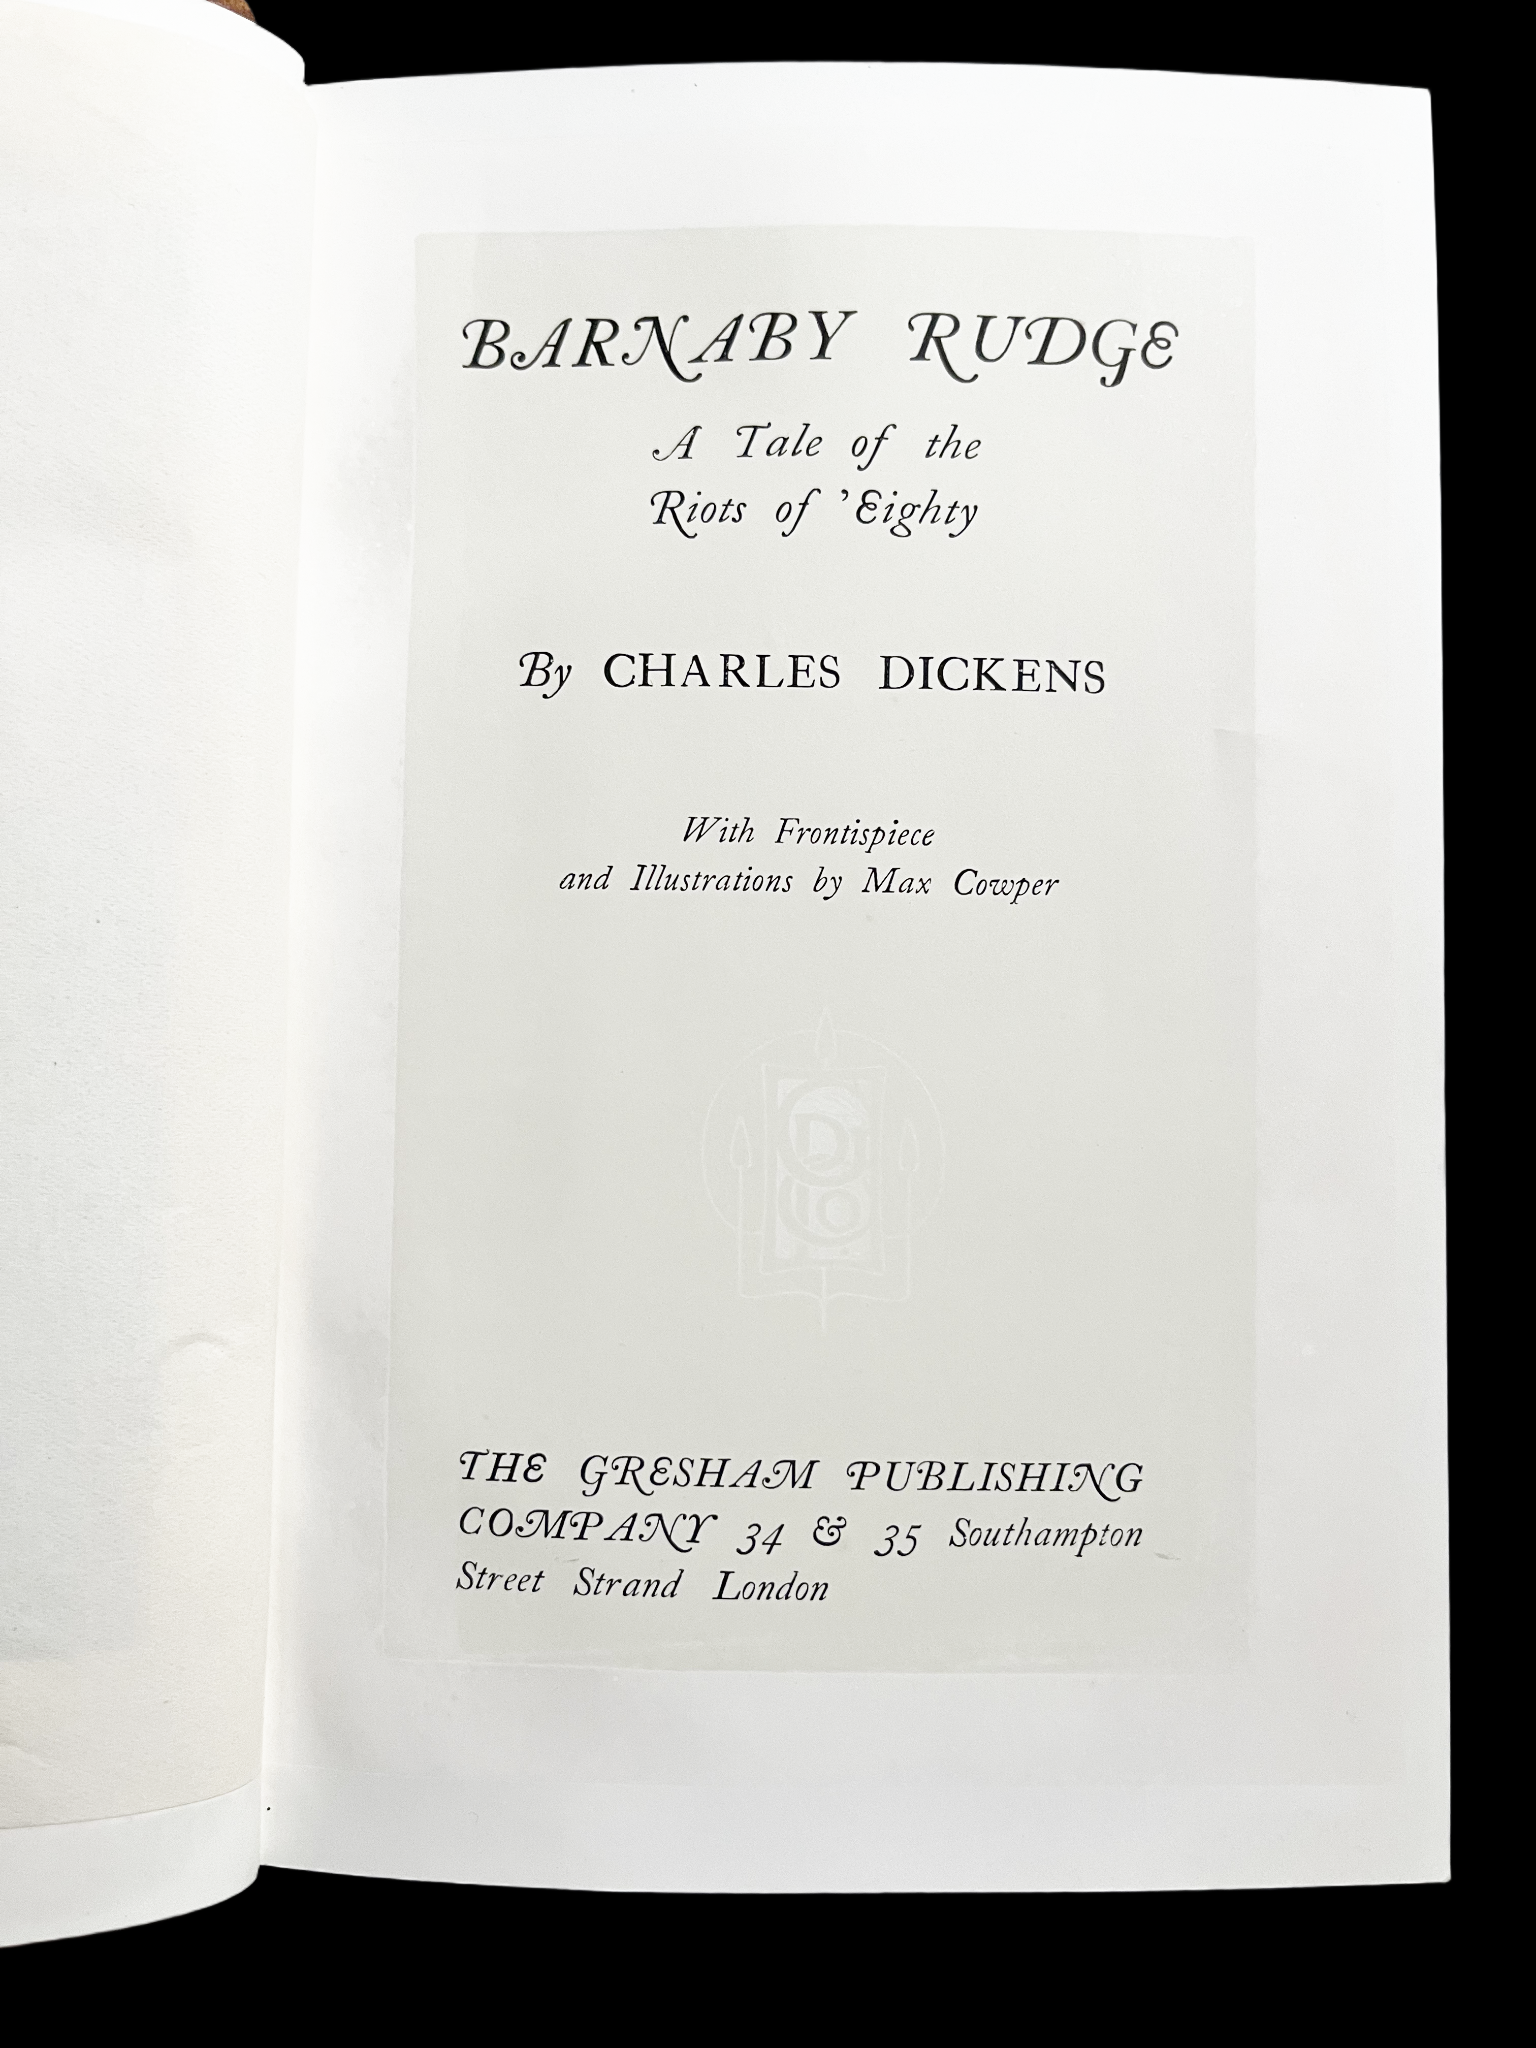 BARNABY RUDGE
A Tale of the
Riots of ’Eighty
By CHARLES DICKENS
With Frontispiece
and Illustrations by Max Cowper
THE GRESHAM PUBLISHING
COMPANY 34 & 35 Southampton
Street Strand London